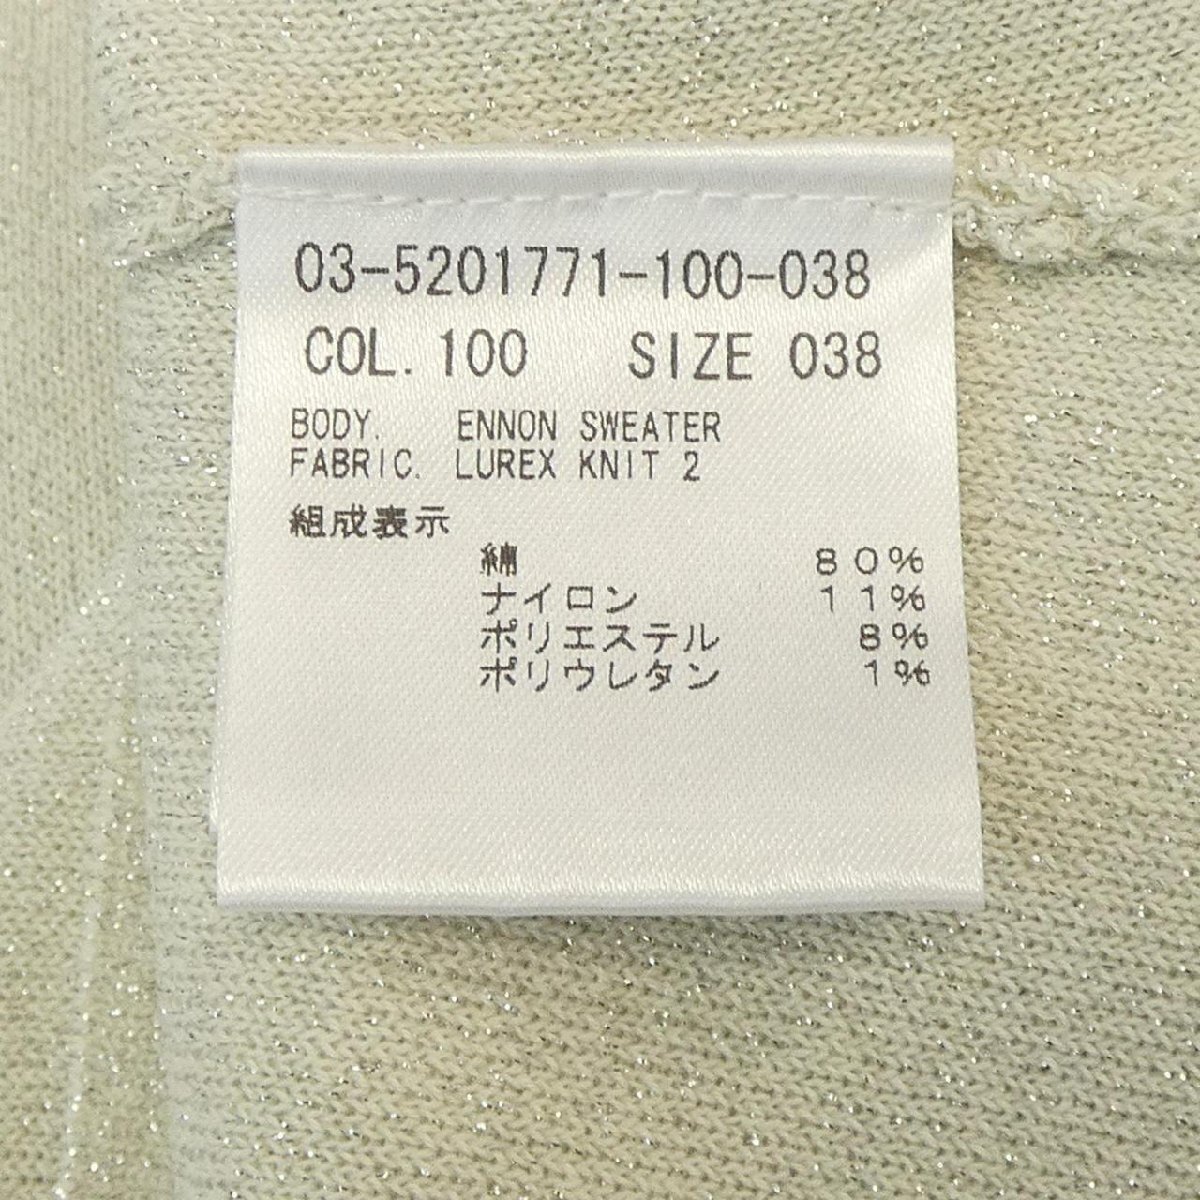 03-5201771-100-038
COL. 100 SIZE 038
BODY. ENNON SWEATER
FABRIC. LUREX KNIT 2
組成表示
綿 80%
ナイロン 11%
ポリエステル 8%
ポリウレタン 1%